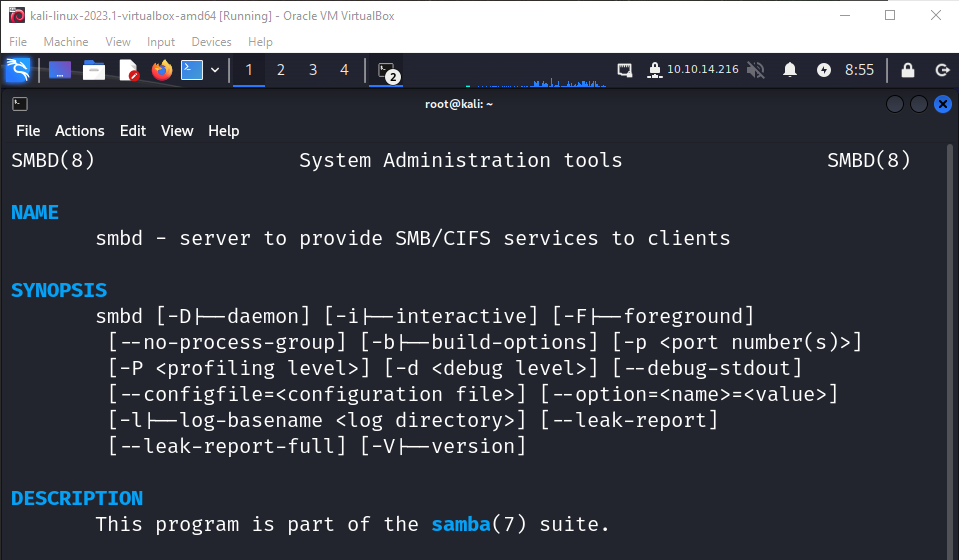 kali-linux-2023.1-virtualbox-amd64 [Running] - Oracle VM VirtualBox
File Machine View Input Devices Help
1 2 3 4 2 10.10.14.216 8:55
root@kali: ~
File Actions Edit View Help
SMBD(8) System Administration tools SMBD(8)
NAME
smbd - server to provide SMB/CIFS services to clients
SYNOPSIS
smbd [-D|--daemon] [-i|--interactive] [-F|--foreground]
[--no-process-group] [-b|--build-options] [-p <port number(s)>]
[-P <profiling level>] [-d <debug level>] [--debug-stdout]
[--configfile=<configuration file>] [--option=<name>=<value>]
[-l|--log-basename <log directory>] [--leak-report]
[--leak-report-full] [-V|--version]
DESCRIPTION
This program is part of the samba(7) suite.